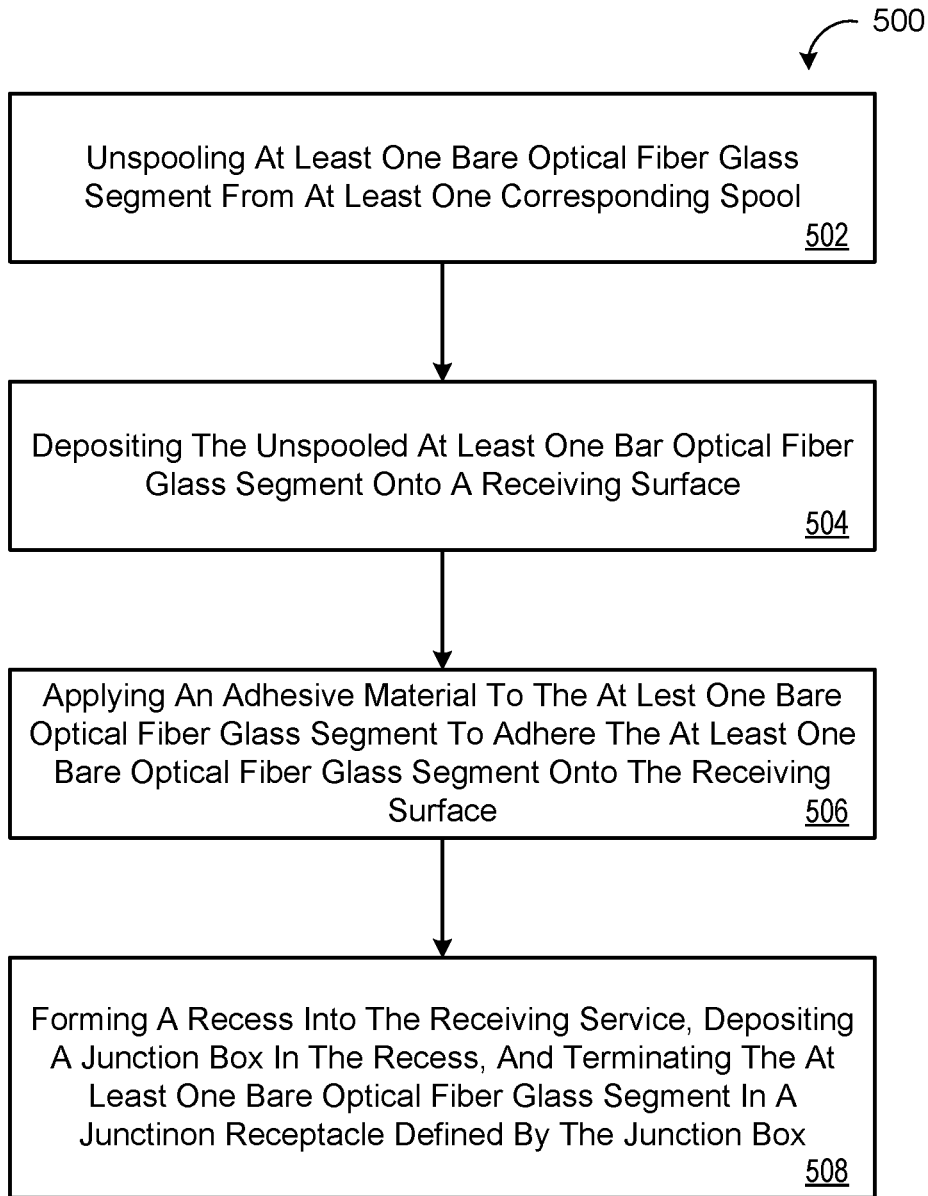 500
Unspooling At Least One Bare Optical Fiber Glass
Segment From At Least One Corresponding Spool
502
Depositing The Unspooled At Least One Bar Optical Fiber
Glass Segment Onto A Receiving Surface
504
Applying An Adhesive Material To The At Lest One Bare
Optical Fiber Glass Segment To Adhere The At Least One
Bare Optical Fiber Glass Segment Onto The Receiving
Surface
506
Forming A Recess Into The Receiving Service, Depositing
A Junction Box In The Recess, And Terminating The At
Least One Bare Optical Fiber Glass Segment In A
Junctinon Receptacle Defined By The Junction Box
508